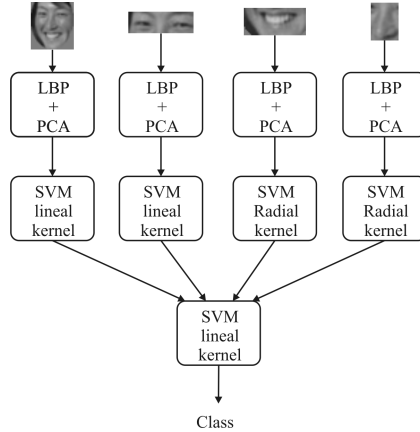 LBP
+
PCA
LBP
+
PCA
LBP
+
PCA
LBP
+
PCA
SVM
lineal
kernel
SVM
lineal
kernel
SVM
Radial
kernel
SVM
Radial
kernel
SVM
lineal
kernel
Class